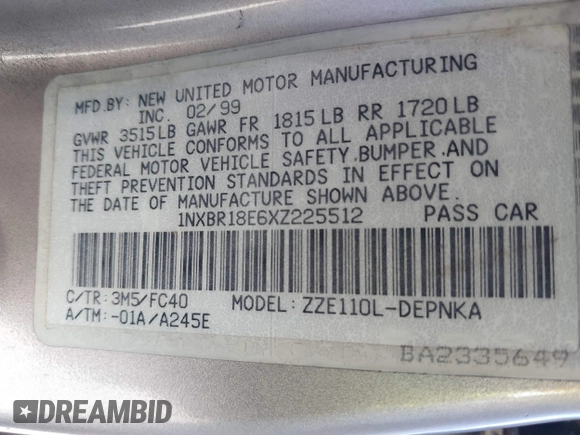 MFD.BY: NEW UNITED MOTOR MANUFACTURING
INC. 02/99
GVWR 3515LB GAWR FR 1815LB RR 1720LB
THIS VEHICLE CONFORMS TO ALL APPLICABLE
FEDERAL MOTOR VEHICLE SAFETY.BUMPER.AND
THEFT PREVENTION STANDARDS IN EFFECT ON
THE DATE OF MANUFACTURE SHOWN ABOVE.
1NXBR18E6XZ225512 PASS CAR
C/TR: 3M5/FC40 MODEL: ZZE110L-DEPNKA
A/TM: -01A/A245E
BA2335649
DREAMBID